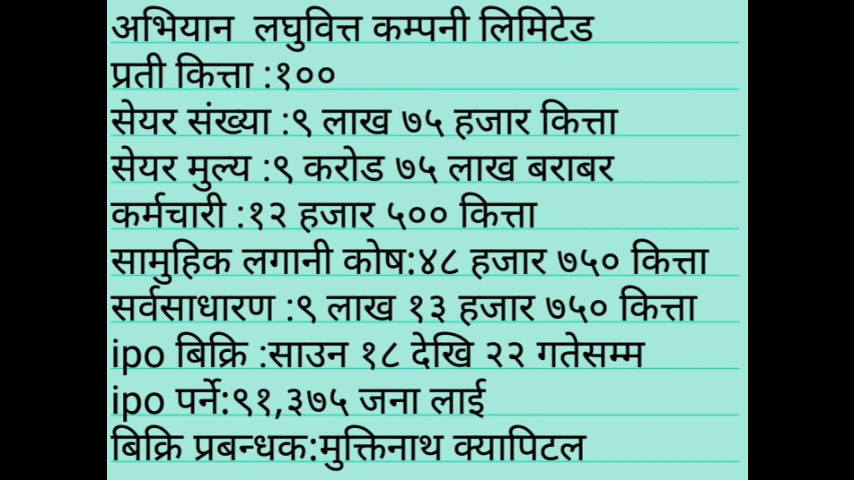 अभियान लघुवित्त कम्पनी लिमिटेड
प्रती कित्ता :१००
सेयर संख्या :९ लाख ७५ हजार कित्ता
सेयर मुल्य :९ करोड ७५ लाख बराबर
कर्मचारी :१२ हजार ५०० कित्ता
सामुहिक लगानी कोष:४८ हजार ७५० कित्ता
सर्वसाधारण :९ लाख १३ हजार ७५० कित्ता
ipo बिक्रि :साउन १८ देखि २२ गतेसम्म
ipo पर्ने:९१,३७५ जना लाई
बिक्रि प्रबन्धक:मुक्तिनाथ क्यापिटल